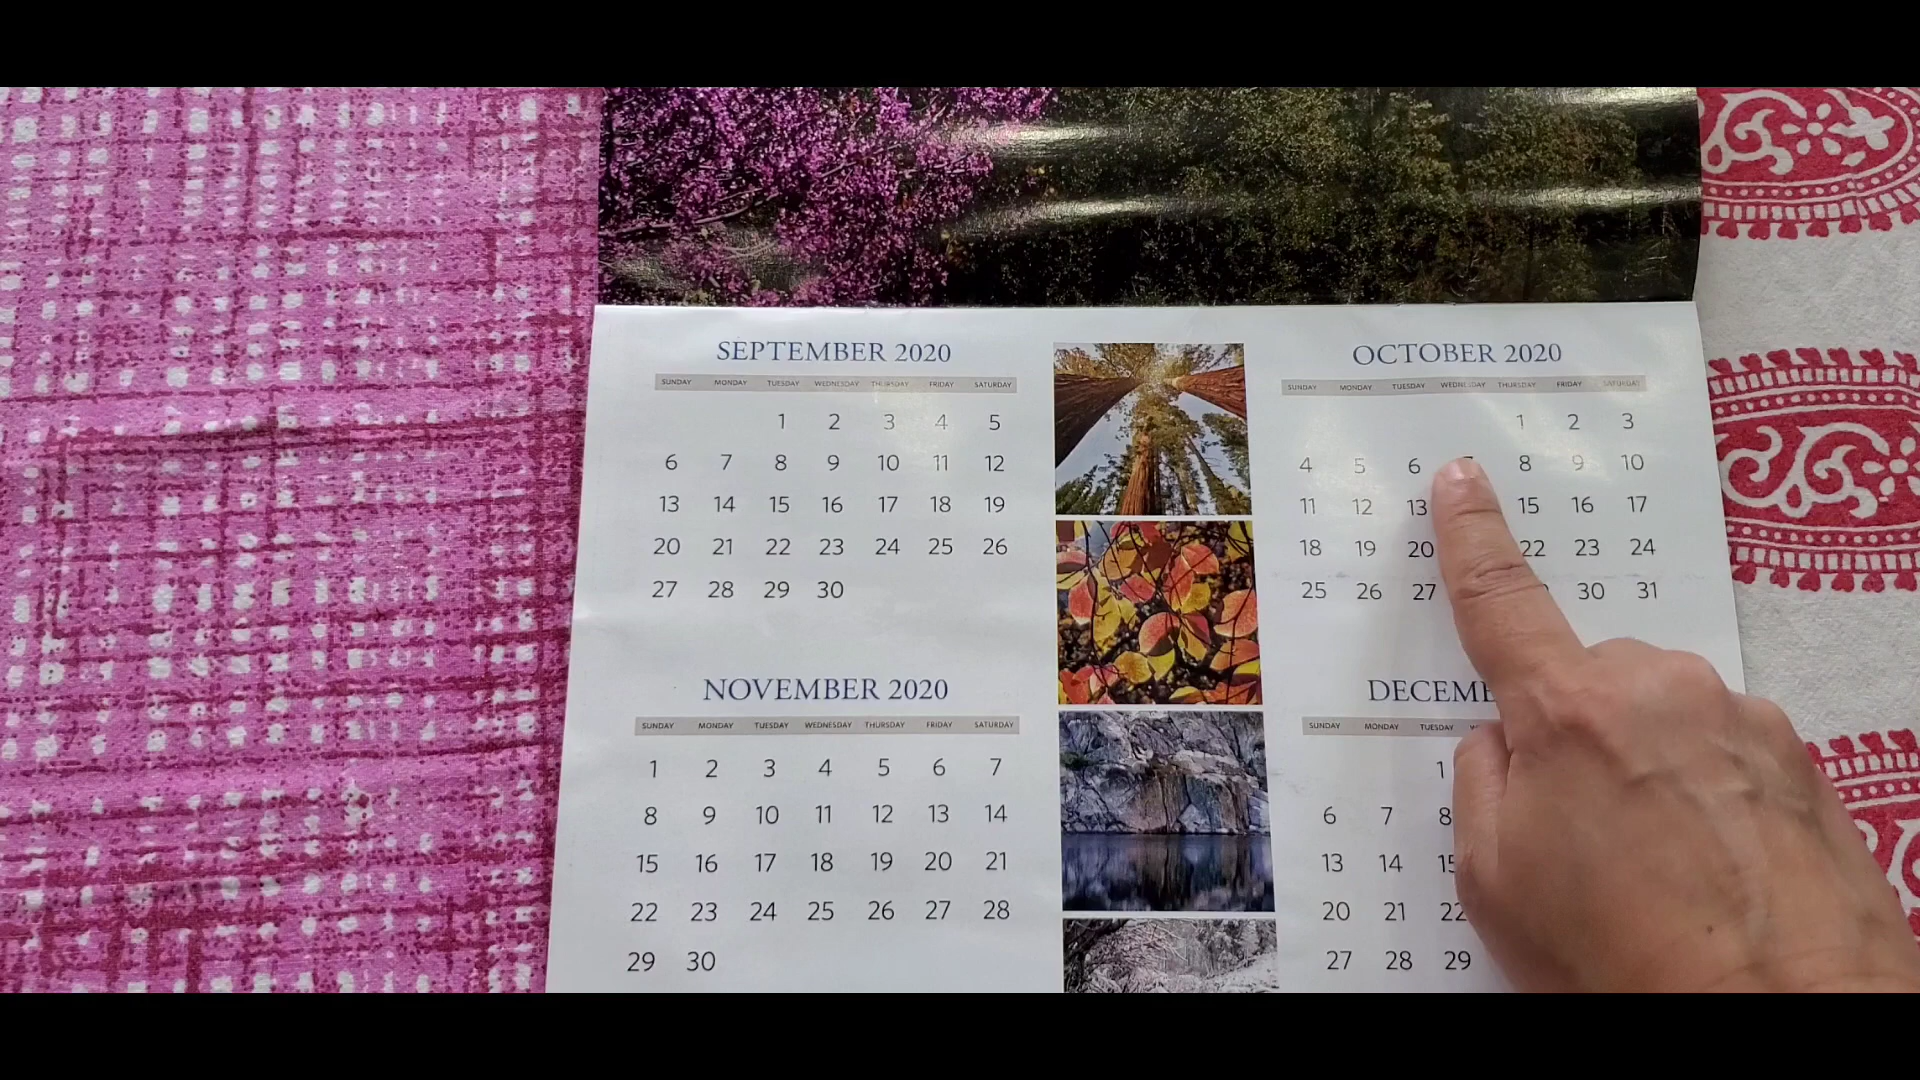 SEPTEMBER 2020
SUNDAY MONDAY TUESDAY WEDNESDAY THURSDAY FRIDAY SATURDAY
1 2 3 4 5
6 7 8 9 10 11 12
13 14 15 16 17 18 19
20 21 22 23 24 25 26
27 28 29 30
OCTOBER 2020
SUNDAY MONDAY TUESDAY WEDNESDAY THURSDAY FRIDAY SATURDAY
1 2 3
4 5 6 8 9 10
11 12 13 15 16 17
18 19 20 22 23 24
25 26 27 30 31
NOVEMBER 2020
SUNDAY MONDAY TUESDAY WEDNESDAY THURSDAY FRIDAY SATURDAY
1 2 3 4 5 6 7
8 9 10 11 12 13 14
15 16 17 18 19 20 21
22 23 24 25 26 27 28
29 30
DECEM
SUNDAY MONDAY TUESDAY
1
6 7 8
13 14 15
20 21 22
27 28 29